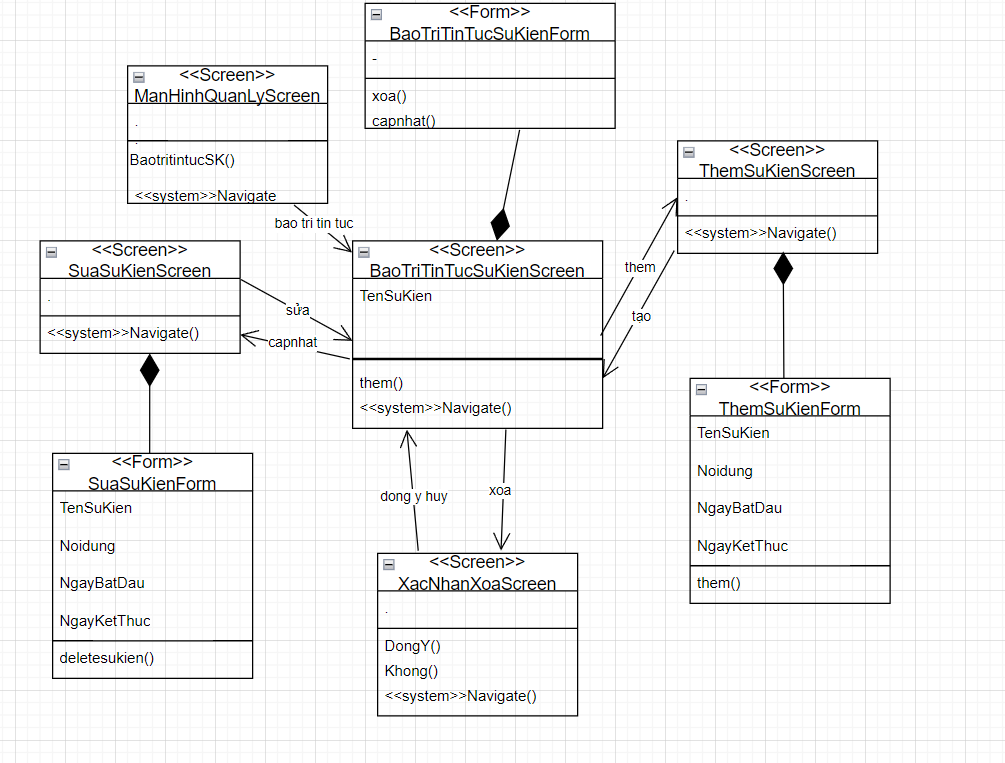 <<Form>>
BaoTriTinTucSuKienForm
-
xoa()
capnhat()
<<Screen>>
ManHinhQuanLyScreen
.
.
BaotritintucSK()
<<system>>Navigate
bao tri tin tuc
<<Screen>>
ThemSuKienScreen
.
<<system>>Navigate()
<<Screen>>
SuaSuKienScreen
.
<<system>>Navigate()
<<Screen>>
BaoTriTinTucSuKienScreen
TenSuKien
them()
<<system>>Navigate()
sửa
capnhat
them
tạo
<<Form>>
SuaSuKienForm
TenSuKien
Noidung
NgayBatDau
NgayKetThuc
deletesukien()
<<Form>>
ThemSuKienForm
TenSuKien
Noidung
NgayBatDau
NgayKetThuc
them()
dong y huy
xoa
<<Screen>>
XacNhanXoaScreen
.
DongY()
Khong()
<<system>>Navigate()